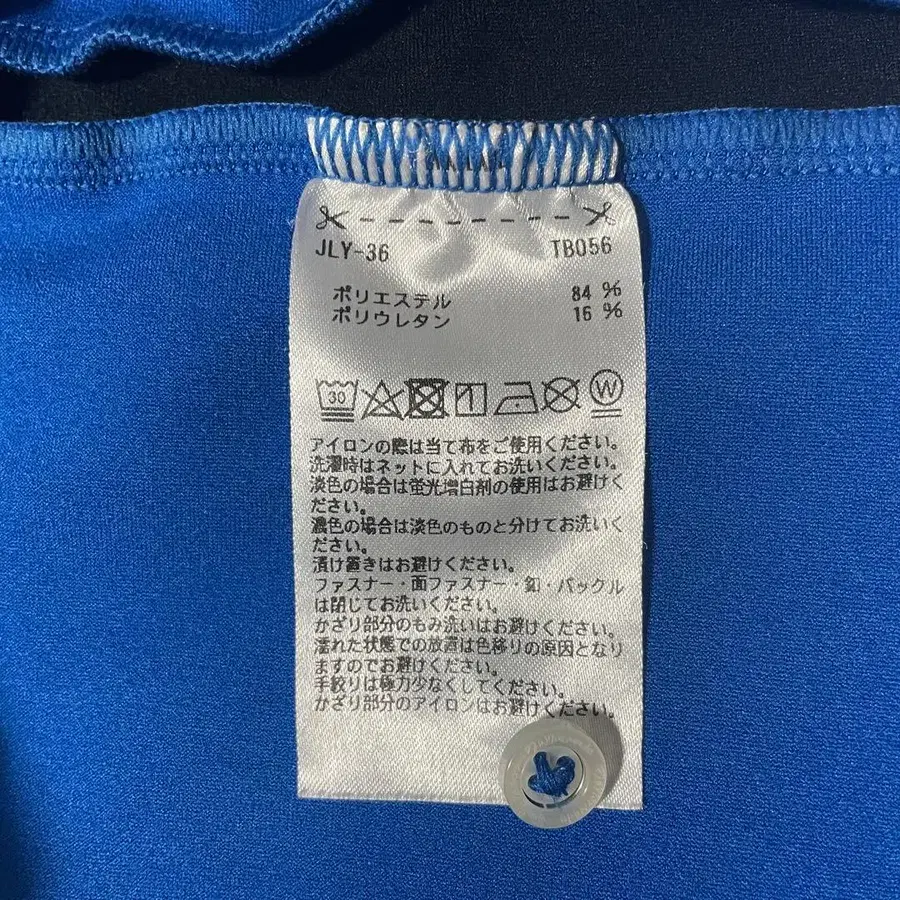 JLY-36 TB056
ポリエステル 84 %
ポリウレタン 16 %
30 W
アイロンの際は当て布をご使用ください。
洗濯時はネットに入れてお洗いください。
淡色の場合は蛍光増白剤の使用はお避けく
ださい。
濃色の場合は淡色のものと分けてお洗いく
ださい。
漬け置きはお避けください。
ファスナー・面ファスナー・釦・バックル
は閉じてお洗いください。
かざり部分のもみ洗いはお避けください。
濡れた状態での放置は色移りの原因となり
ますのでお避けください。
手絞りは極力少なくしてください。
かざり部分のアイロンはお避けください。